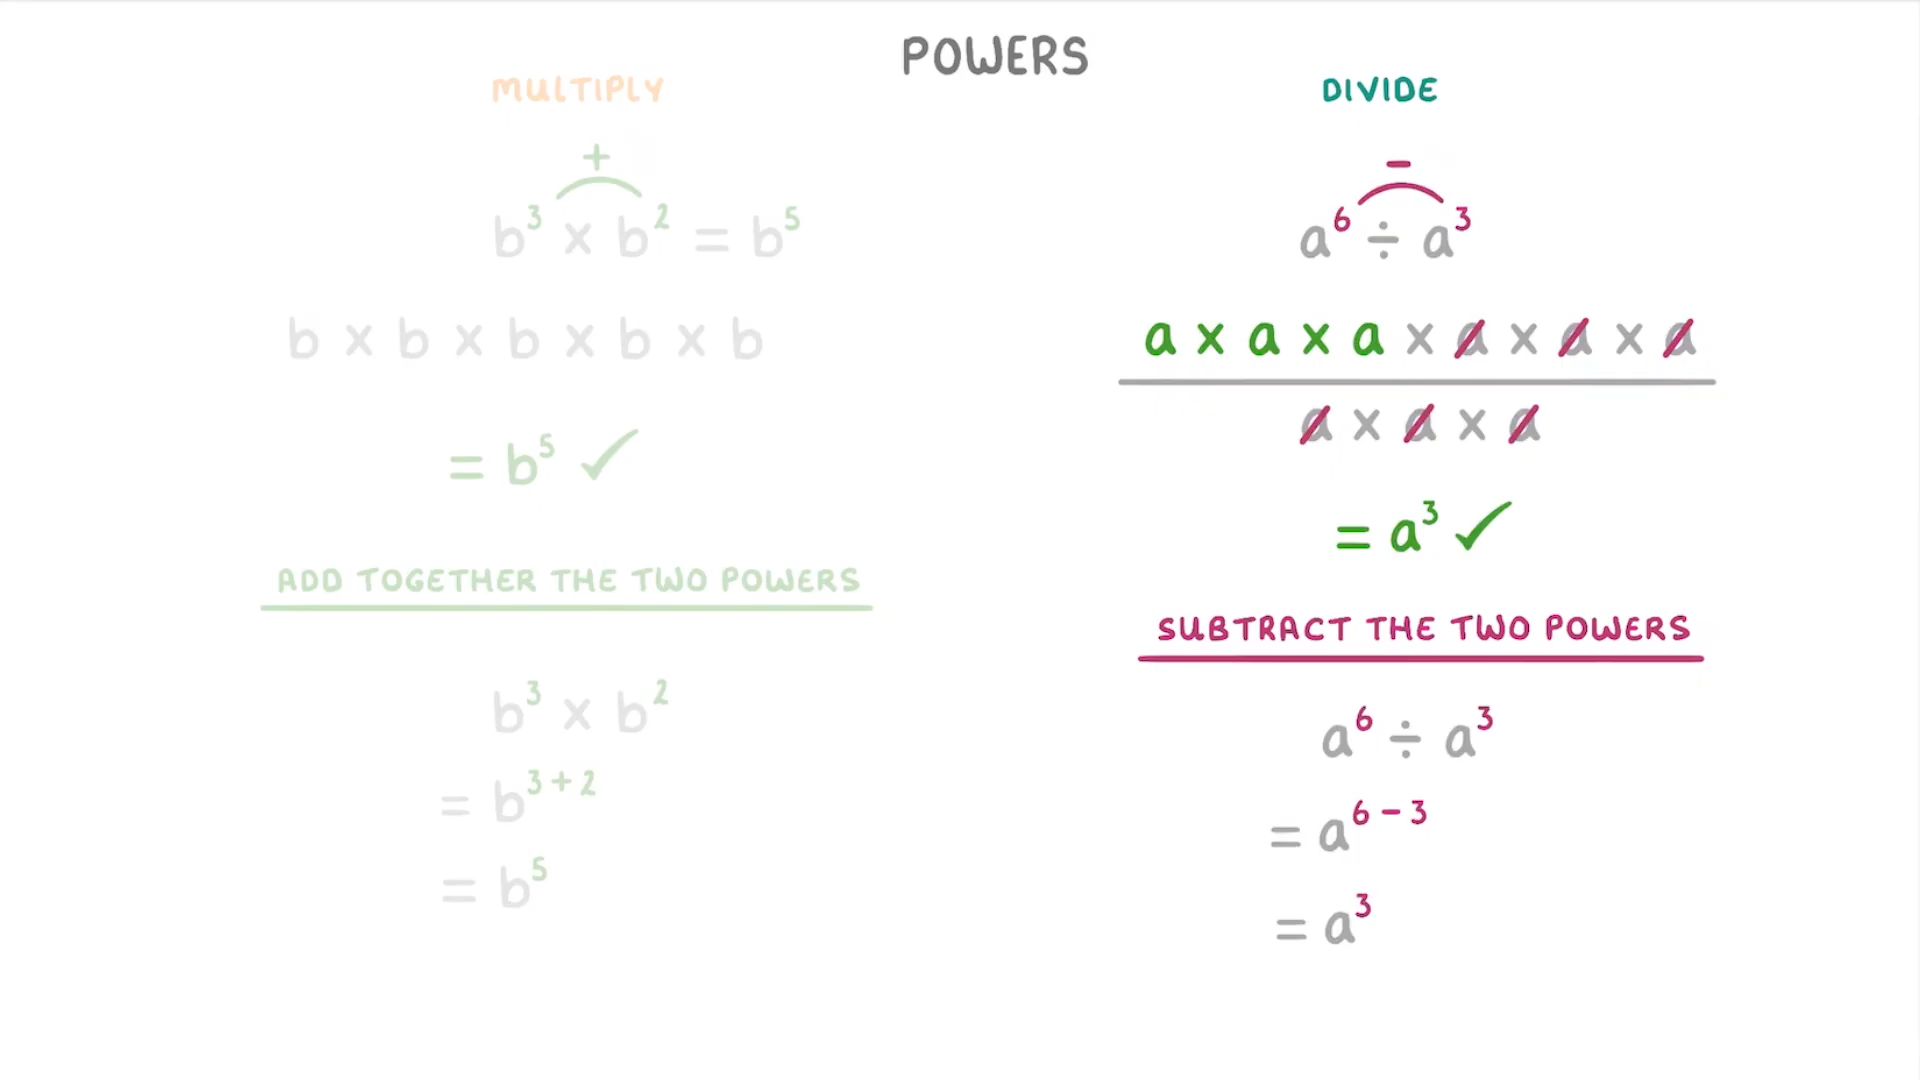 POWERS
MULTIPLY
+
b³ × b² = b⁵
b × b × b × b × b
= b⁵ ✓
ADD TOGETHER THE TWO POWERS
b³ × b²
= b³⁺²
= b⁵
DIVIDE
−
a⁶ ÷ a³
a × a × a × a × a × a
a × a × a
= a³ ✓
SUBTRACT THE TWO POWERS
a⁶ ÷ a³
= a⁶⁻³
= a³